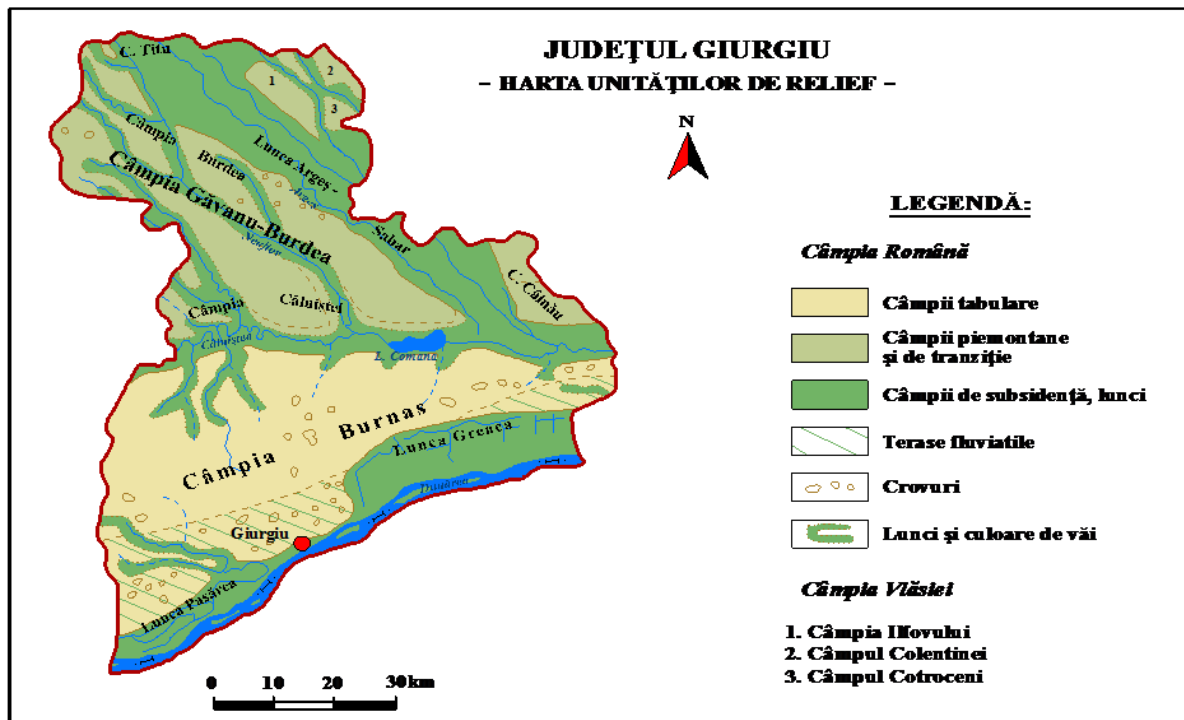 JUDEŢUL GIURGIU
– HARTA UNITĂŢILOR DE RELIEF –
N
C. Titu
1
2
3
Câmpia
Burdea
Lunca Argeş -
Sabar
Câmpia Găvanu-Burdea
Neajlov
C. Câlnău
Câmpia
Câlniştei
L. Comana
Câmpia Burnas
Lunca Greaca
Dunărea
Giurgiu
Lunca Pasărea
0 10 20 30km
LEGENDĂ:
Câmpia Română
Câmpii tabulare
Câmpii piemontane
şi de tranziţie
Câmpii de subsidenţă, lunci
Terase fluviatile
Crovuri
Lunci şi culoare de văi
Câmpia Vlăsiei
1. Câmpia Ilfovului
2. Câmpul Colentinei
3. Câmpul Cotroceni